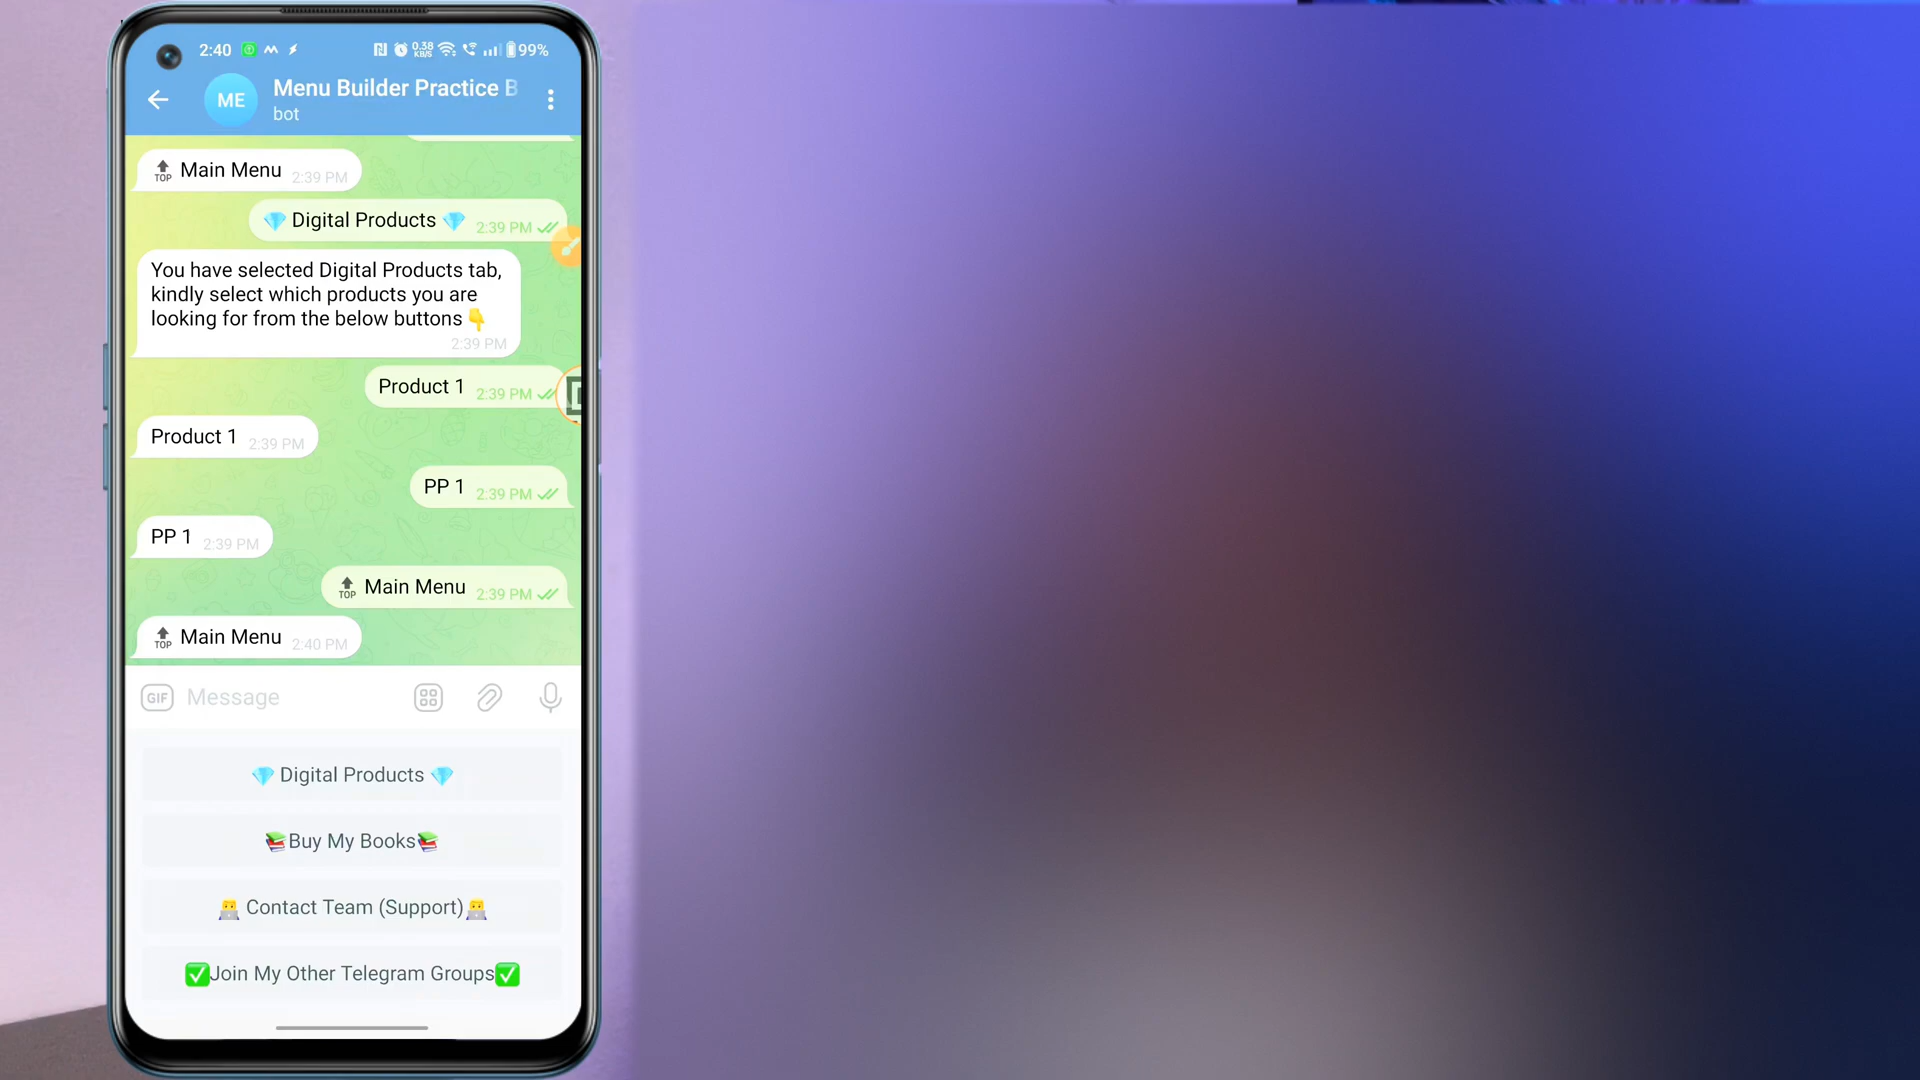 2:40 0.38 KB/S 99%
ME Menu Builder Practice B
bot
TOP Main Menu 2:39 PM
💎 Digital Products 💎 2:39 PM
You have selected Digital Products tab,
kindly select which products you are
looking for from the below buttons👇
2:39 PM
Product 1 2:39 PM
Product 1 2:39 PM
PP 1 2:39 PM
PP 1 2:39 PM
TOP Main Menu 2:39 PM
TOP Main Menu 2:40 PM
GIF Message
💎 Digital Products 💎
📚Buy My Books📚
🧑‍💻 Contact Team (Support)🧑‍💻
✅Join My Other Telegram Groups✅